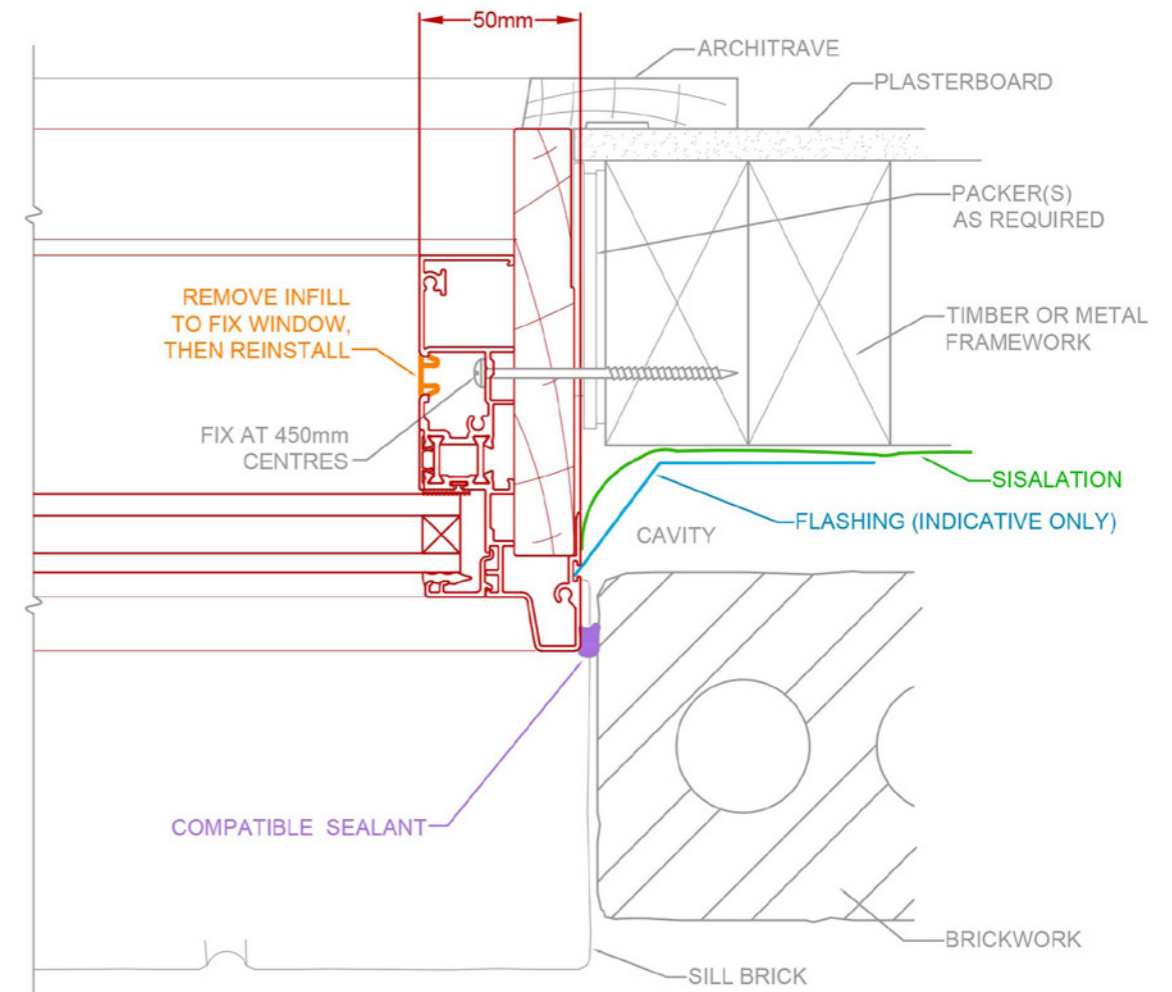 50mm
ARCHITRAVE
PLASTERBOARD
PACKER(S)
AS REQUIRED
REMOVE INFILL
TO FIX WINDOW,
THEN REINSTALL
TIMBER OR METAL
FRAMEWORK
FIX AT 450mm
CENTRES
SISALATION
FLASHING (INDICATIVE ONLY)
CAVITY
COMPATIBLE SEALANT
BRICKWORK
SILL BRICK